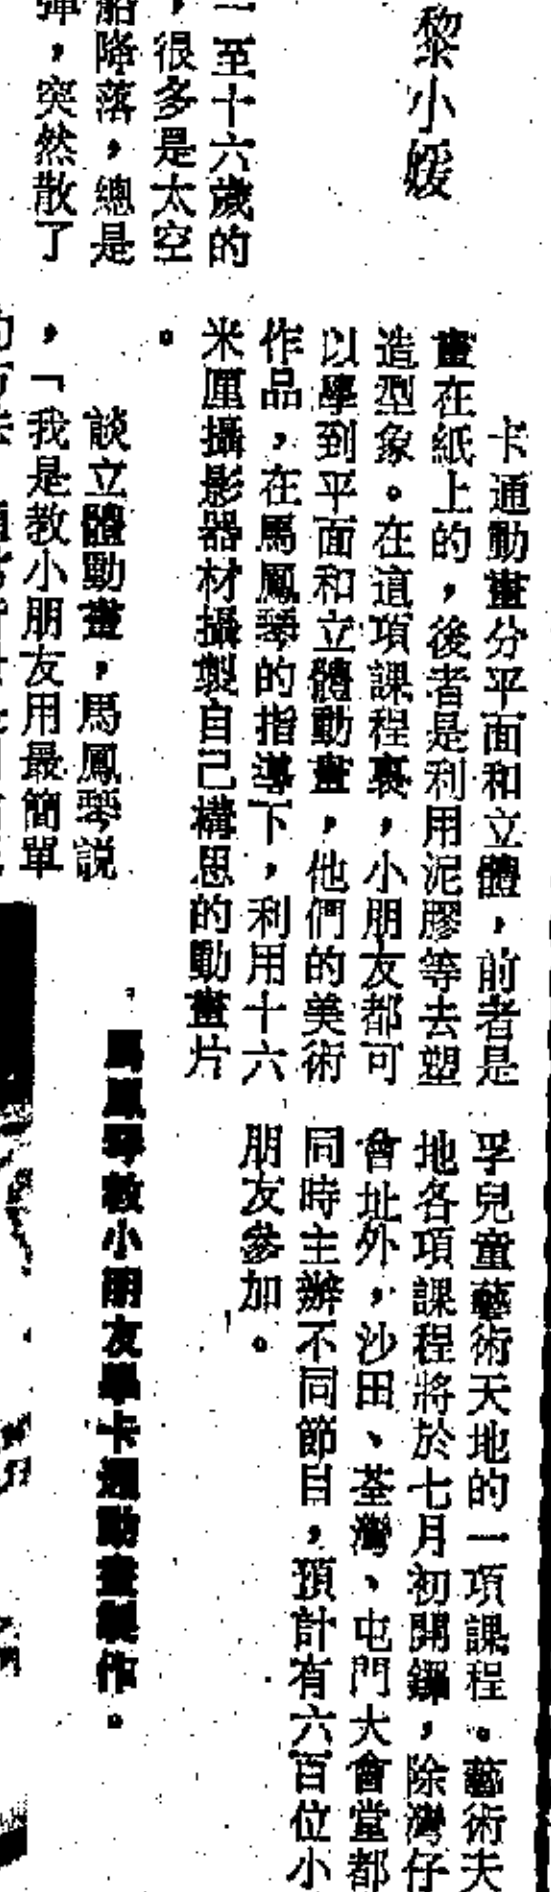 黎小媛
一至十六歲的
，很多是太空
船降落，總是
彈，突然散了
卡通動畫分平面和立體，前者是
畫在紙上的，後者是利用泥膠等去塑
造型象。在這項課程裏，小朋友都可
以學到平面和立體動畫，他們的美術
作品，在馬鳳琴的指導下，利用十六
米厘攝影器材攝製自己構思的動畫片
。
談立體動畫，馬鳳琴說
，「我是教小朋友用最簡單
孚兒童藝術天地的一項課程。藝術天
地各項課程將於七月初開鑼，除灣仔
會址外，沙田、荃灣、屯門大會堂都
同時主辦不同節目，預計有六百位小
朋友參加。
馬鳳琴教小朋友學卡通動畫製作。